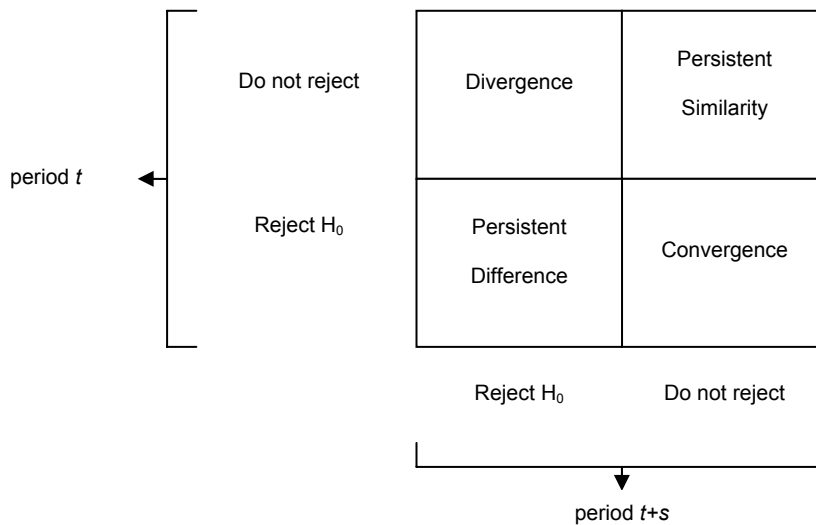 Persistent
Do not reject
Divergence
Similarity
period t
Reject H₀
Persistent
Convergence
Difference
Reject H₀
Do not reject
period t+s